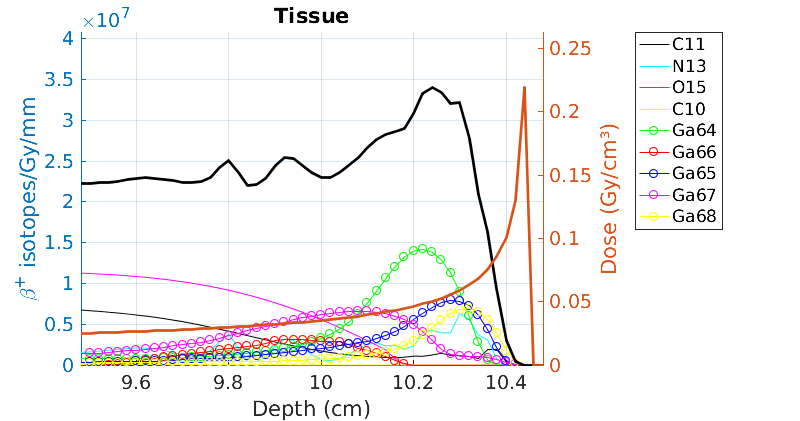 Tissue
×10⁷
4
3.5
3
2.5
2
1.5
1
0.5
0
β⁺ isotopes/Gy/mm
0.25
0.2
0.15
0.1
0.05
0
Dose (Gy/cm³)
9.6 9.8 10 10.2 10.4
Depth (cm)
C11
N13
O15
C10
Ga64
Ga66
Ga65
Ga67
Ga68